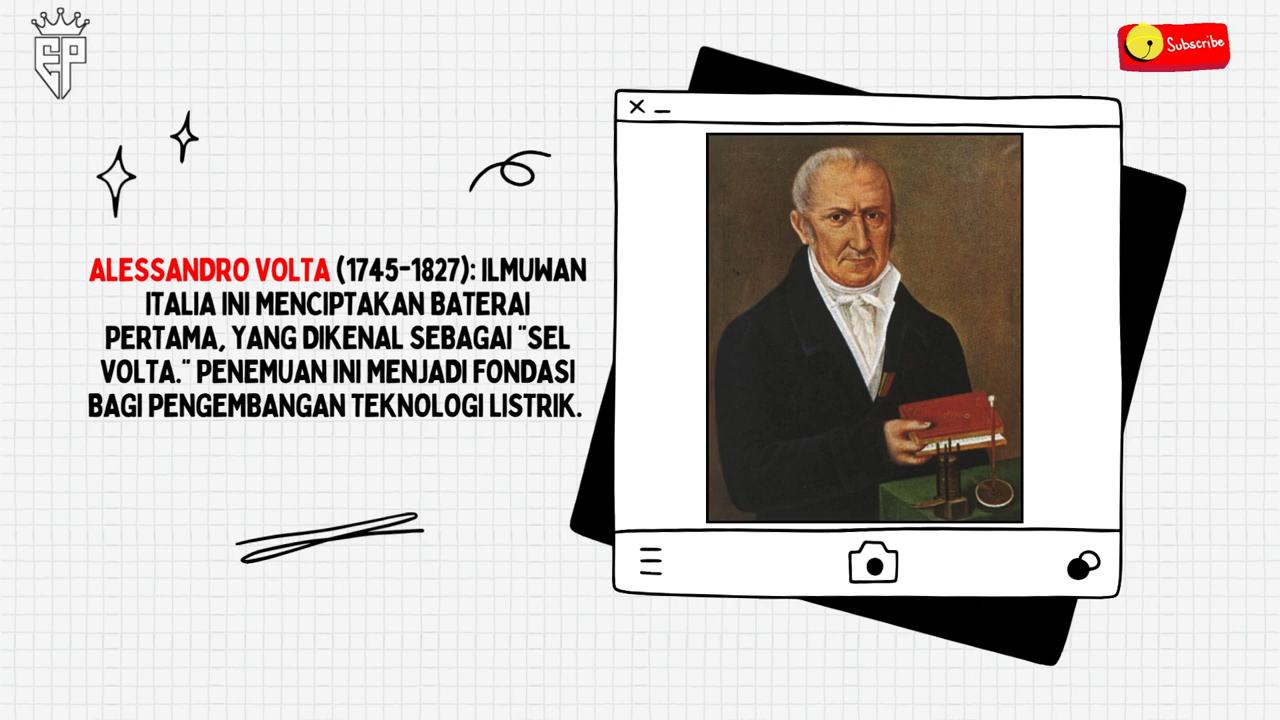 EP
Subscribe
ALESSANDRO VOLTA (1745-1827): ILMUWAN
ITALIA INI MENCIPTAKAN BATERAI
PERTAMA, YANG DIKENAL SEBAGAI "SEL
VOLTA." PENEMUAN INI MENJADI FONDASI
BAGI PENGEMBANGAN TEKNOLOGI LISTRIK.